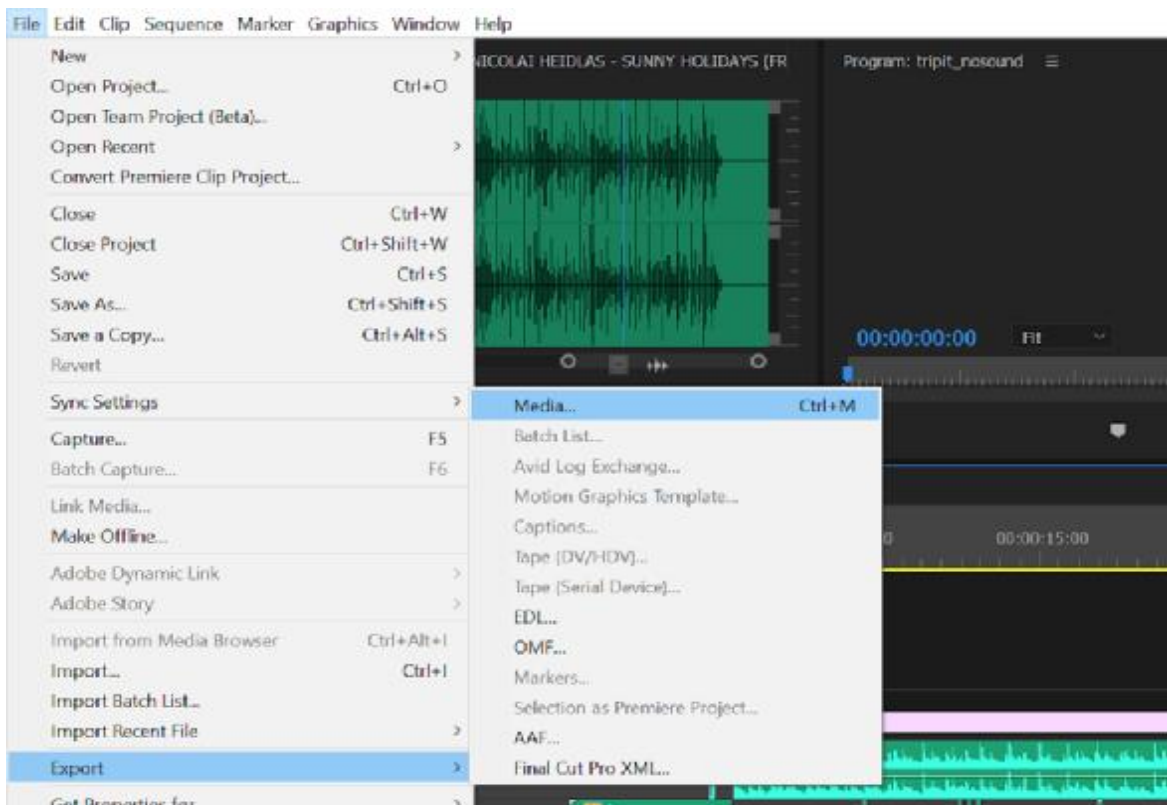 File Edit Clip Sequence Marker Graphics Window Help
New >
Open Project... Ctrl+O
Open Team Project (Beta)...
Open Recent >
Convert Premiere Clip Project...
Close Ctrl+W
Close Project Ctrl+Shift+W
Save Ctrl+S
Save As... Ctrl+Shift+S
Save a Copy... Ctrl+Alt+S
Revert
Sync Settings >
Capture... F5
Batch Capture... F6
Link Media...
Make Offline...
Adobe Dynamic Link >
Adobe Story >
Import from Media Browser Ctrl+Alt+I
Import... Ctrl+I
Import Batch List...
Import Recent File >
Export >
Get Properties for >
NICOLAI HEIDLAS - SUNNY HOLIDAYS (FR
Program: tripit_nosound
00:00:00:00 Fit
Media... Ctrl+M
Batch List...
Avid Log Exchange...
Motion Graphics Template...
Captions...
Tape (DV/HDV)...
Tape (Serial Device)...
EDL...
OMF...
Markers...
Selection as Premiere Project...
AAF...
Final Cut Pro XML...
00:00:15:00